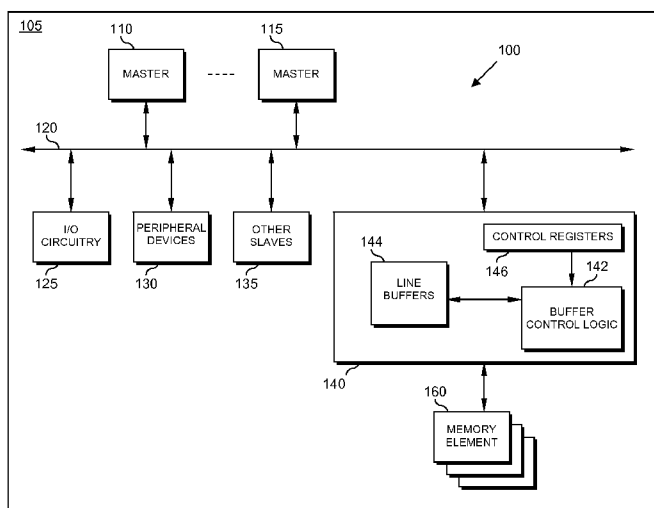 105
110
115
MASTER
MASTER
100
120
I/O
CIRCUITRY
125
PERIPHERAL
DEVICES
130
OTHER
SLAVES
135
CONTROL REGISTERS
146
144
LINE
BUFFERS
142
BUFFER
CONTROL LOGIC
140
160
MEMORY
ELEMENT